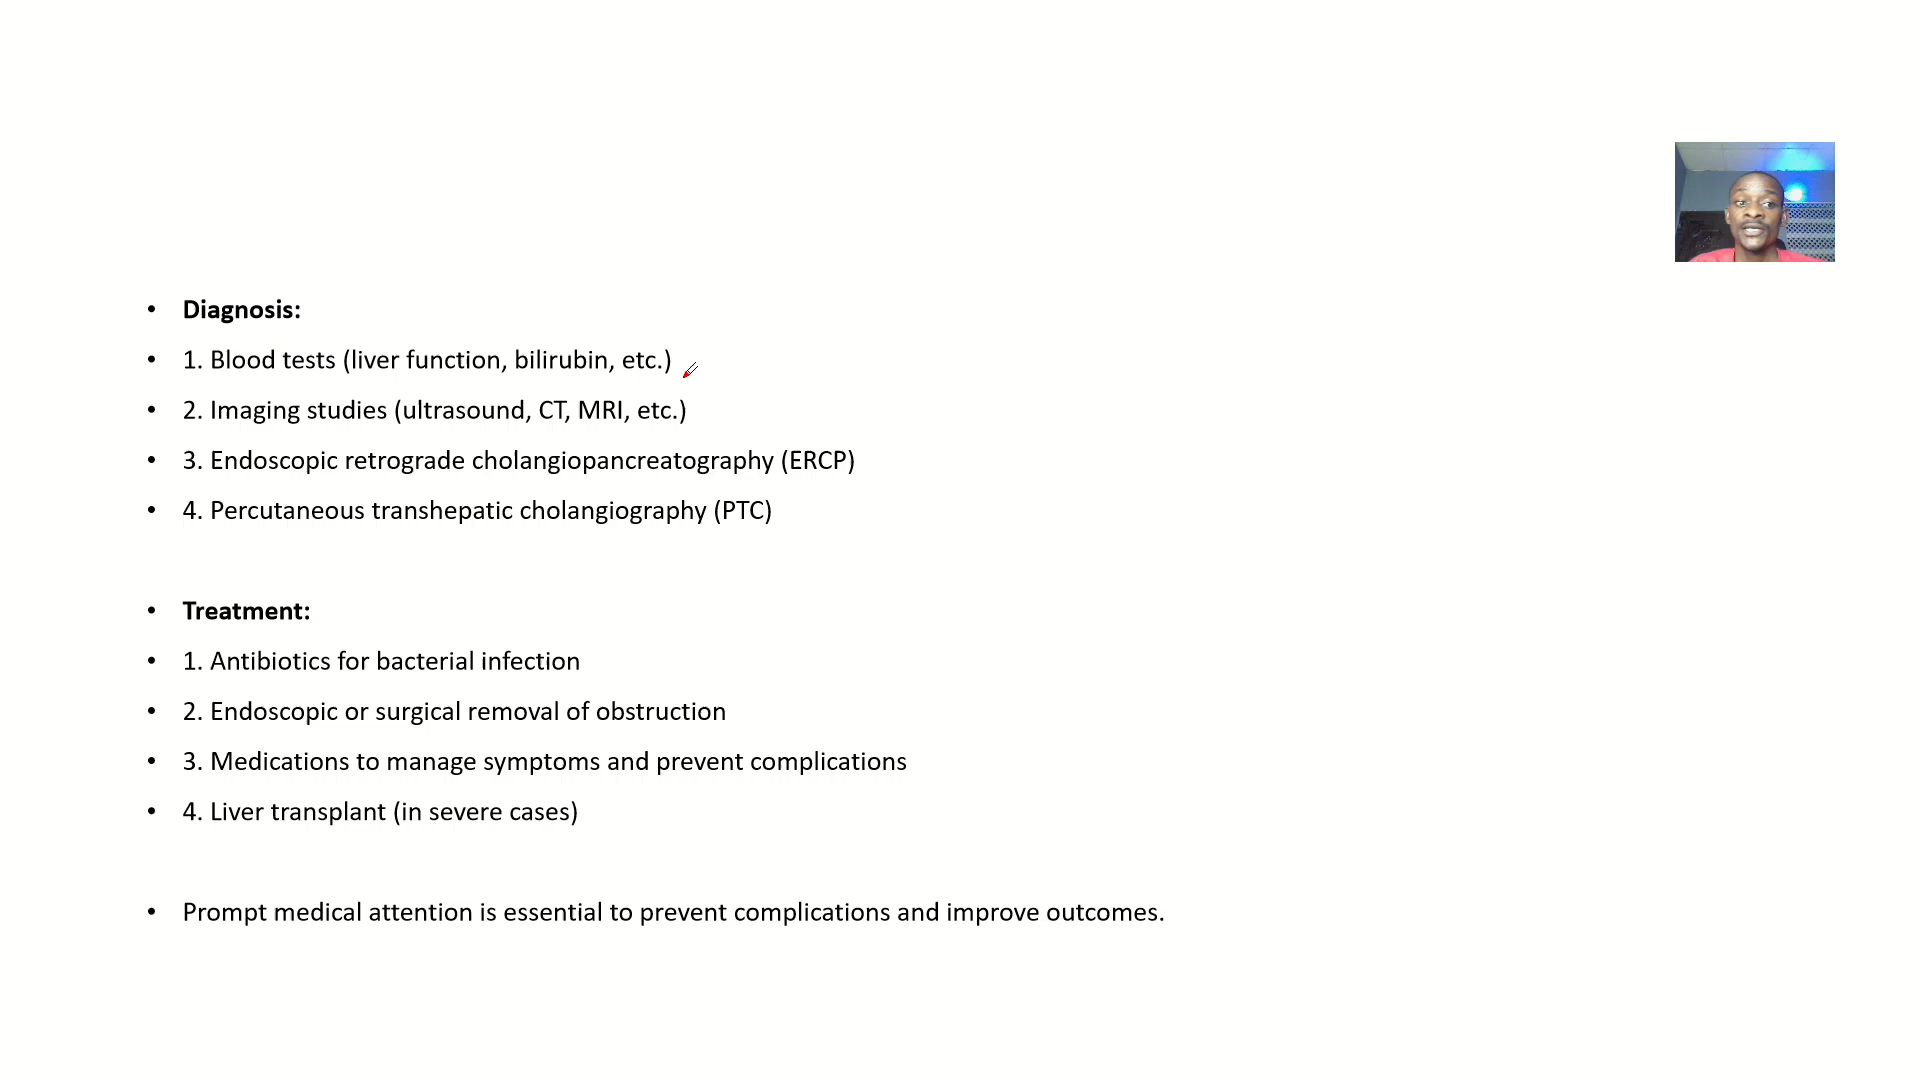 • Diagnosis:
• 1. Blood tests (liver function, bilirubin, etc.)
• 2. Imaging studies (ultrasound, CT, MRI, etc.)
• 3. Endoscopic retrograde cholangiopancreatography (ERCP)
• 4. Percutaneous transhepatic cholangiography (PTC)
• Treatment:
• 1. Antibiotics for bacterial infection
• 2. Endoscopic or surgical removal of obstruction
• 3. Medications to manage symptoms and prevent complications
• 4. Liver transplant (in severe cases)
• Prompt medical attention is essential to prevent complications and improve outcomes.